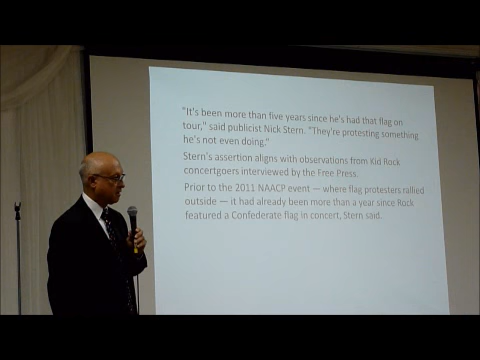 "It's been more than five years since he's had that flag on
tour," said publicist Nick Stern. "They're protesting something
he's not even doing."
Stern's assertion aligns with observations from Kid Rock
concertgoers interviewed by the Free Press.
Prior to the 2011 NAACP event — where flag protesters rallied
outside — it had already been more than a year since Rock
featured a Confederate flag in concert, Stern said.